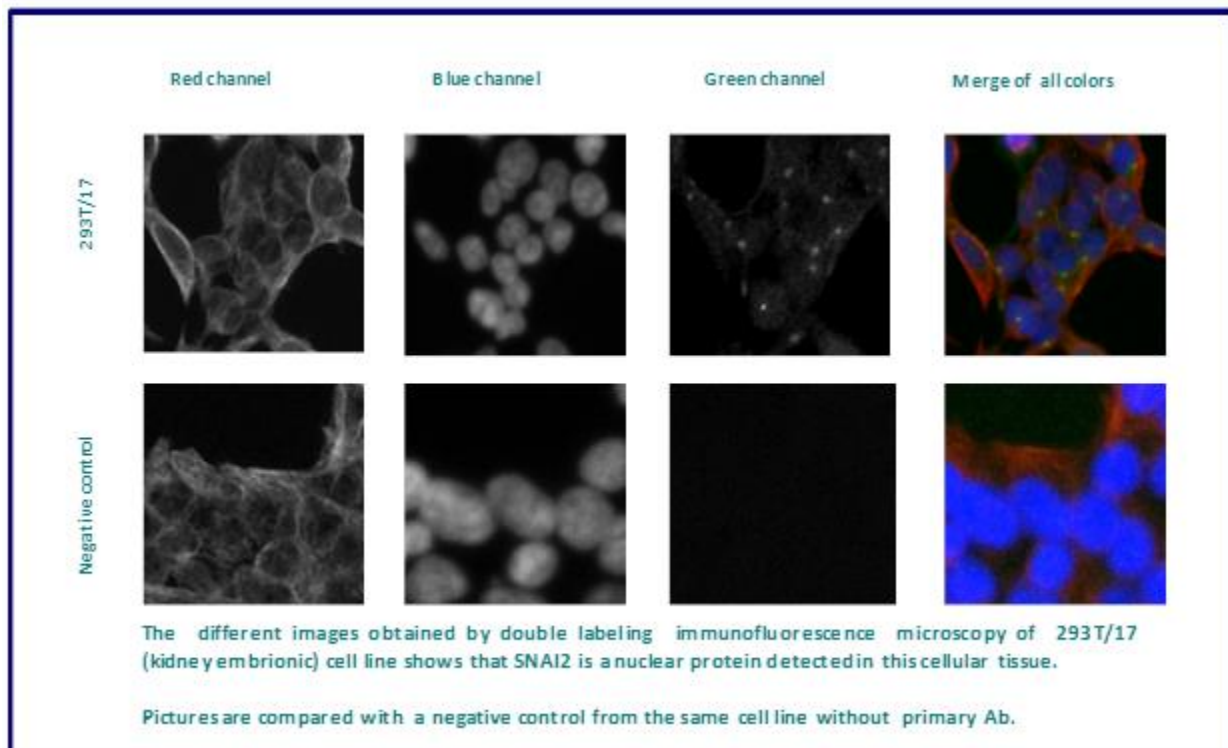 Red channel
Blue channel
Green channel
Merge of all colors
293T/17
Negative control
The different images obtained by double labeling immunofluorescence microscopy of 293T/17
(kidney embrionic) cell line shows that SNAI2 is a nuclear protein detected in this cellular tissue.
Pictures are compared with a negative control from the same cell line without primary Ab.